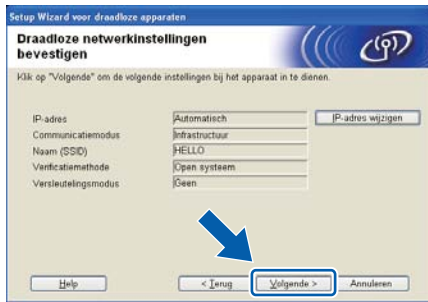 Setup Wizard voor draadloze apparaten
Draadloze netwerkinstellingen
bevestigen
Klik op "Volgende" om de volgende instellingen bij het apparaat in te dienen.
IP-adres Automatisch IP-adres wijzigen
Communicatiemodus Infrastructuur
Naam (SSID) HELLO
Verificatiemethode Open systeem
Versleutelingsmodus Geen
Help < Terug Volgende > Annuleren